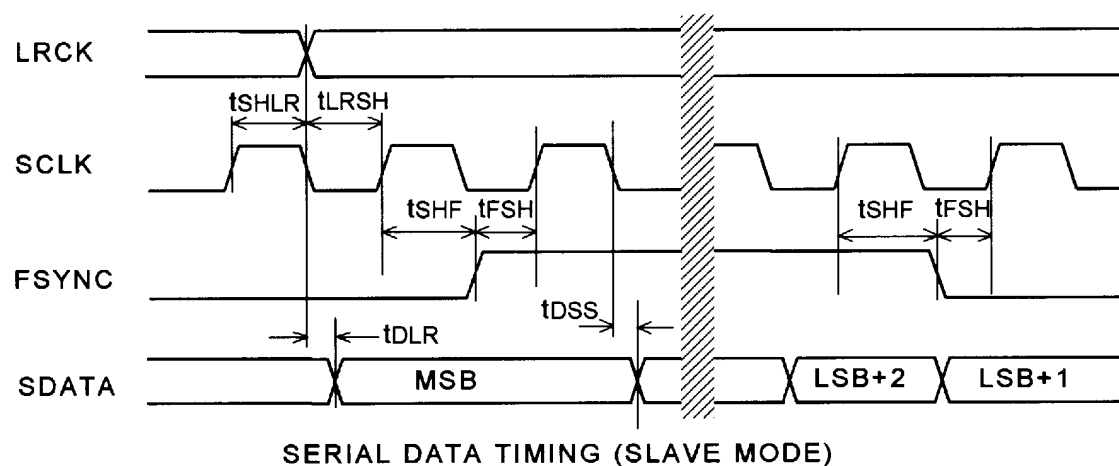 LRCK
tSHLR tLRSH
SCLK
tSHF tFSH tSHF tFSH
FSYNC
tDSS
tDLR
SDATA MSB LSB+2 LSB+1
SERIAL DATA TIMING (SLAVE MODE)